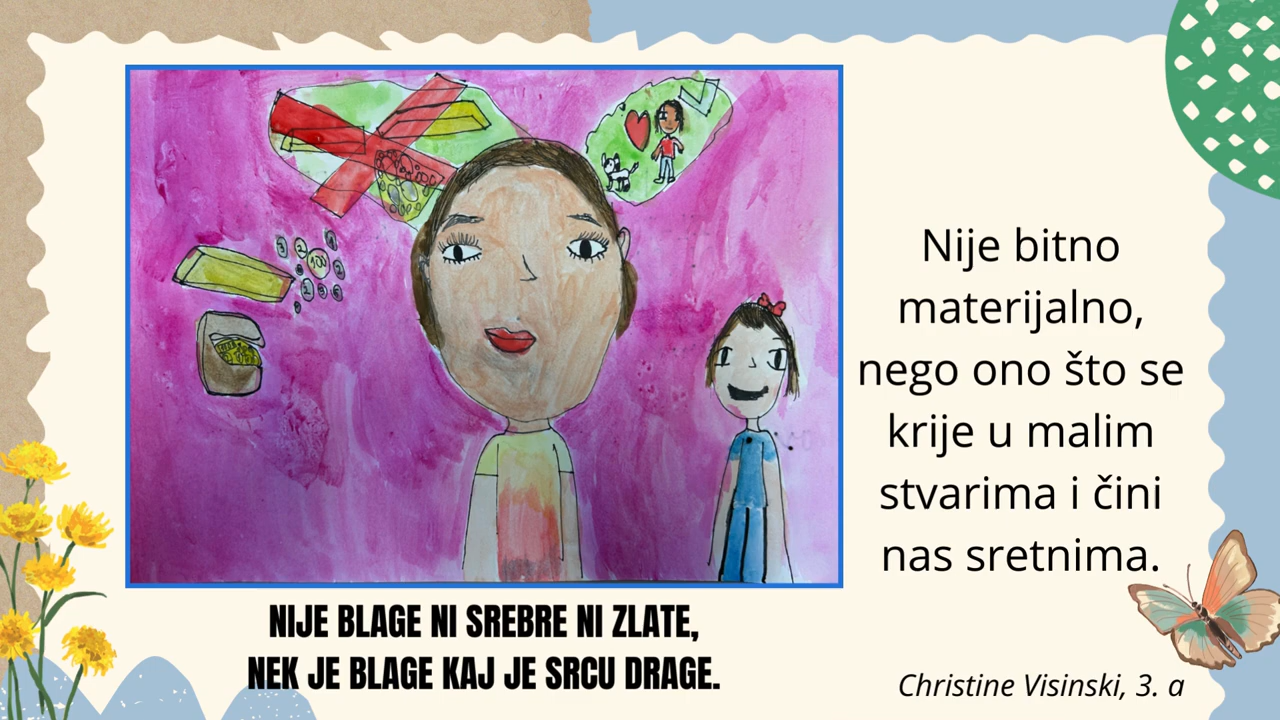 Nije bitno
materijalno,
nego ono što se
krije u malim
stvarima i čini
nas sretnima.
NIJE BLAGE NI SREBRE NI ZLATE,
NEK JE BLAGE KAJ JE SRCU DRAGE.
Christine Visinski, 3. a
100